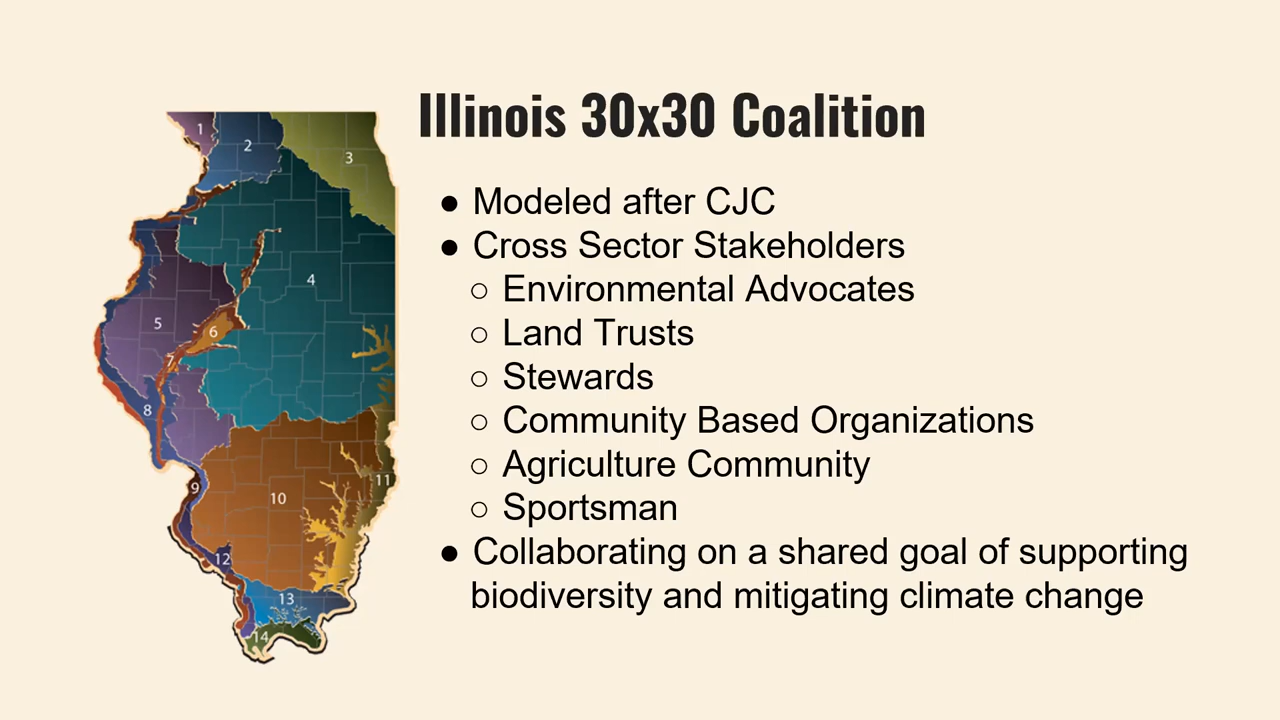 Illinois 30x30 Coalition
● Modeled after CJC
● Cross Sector Stakeholders
○ Environmental Advocates
○ Land Trusts
○ Stewards
○ Community Based Organizations
○ Agriculture Community
○ Sportsman
● Collaborating on a shared goal of supporting
biodiversity and mitigating climate change
1
2
3
4
5
6
7
8
9
10
11
12
13
14